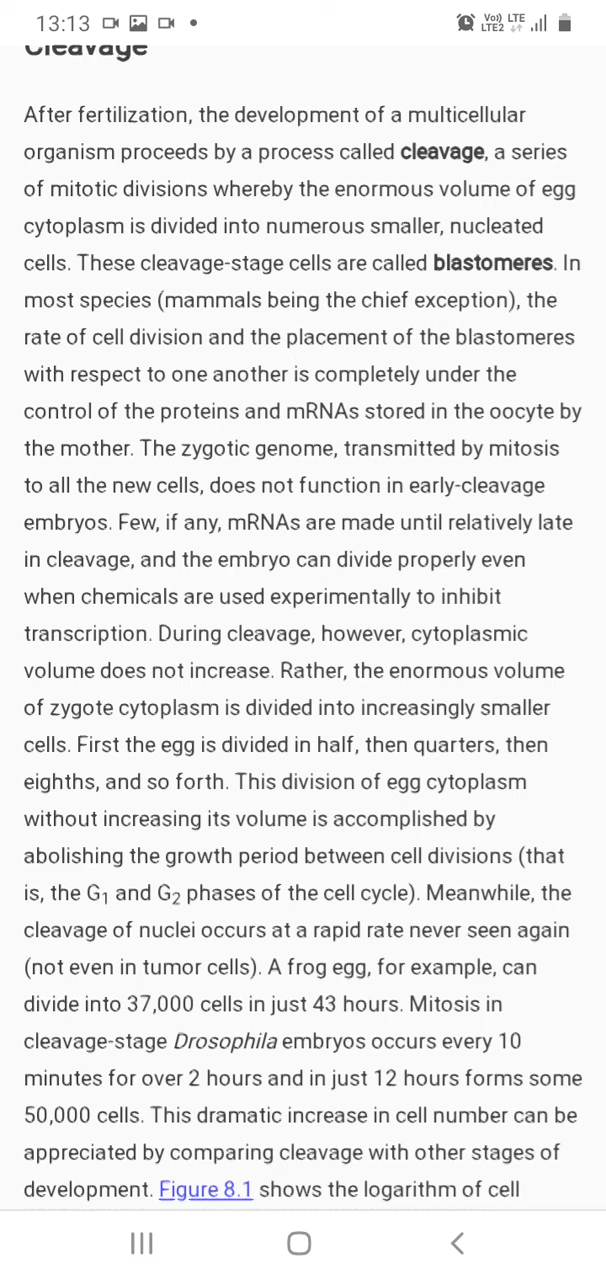 13:13
Vo)) LTE
LTE2
Cleavage
After fertilization, the development of a multicellular
organism proceeds by a process called cleavage, a series
of mitotic divisions whereby the enormous volume of egg
cytoplasm is divided into numerous smaller, nucleated
cells. These cleavage-stage cells are called blastomeres. In
most species (mammals being the chief exception), the
rate of cell division and the placement of the blastomeres
with respect to one another is completely under the
control of the proteins and mRNAs stored in the oocyte by
the mother. The zygotic genome, transmitted by mitosis
to all the new cells, does not function in early-cleavage
embryos. Few, if any, mRNAs are made until relatively late
in cleavage, and the embryo can divide properly even
when chemicals are used experimentally to inhibit
transcription. During cleavage, however, cytoplasmic
volume does not increase. Rather, the enormous volume
of zygote cytoplasm is divided into increasingly smaller
cells. First the egg is divided in half, then quarters, then
eighths, and so forth. This division of egg cytoplasm
without increasing its volume is accomplished by
abolishing the growth period between cell divisions (that
is, the G₁ and G₂ phases of the cell cycle). Meanwhile, the
cleavage of nuclei occurs at a rapid rate never seen again
(not even in tumor cells). A frog egg, for example, can
divide into 37,000 cells in just 43 hours. Mitosis in
cleavage-stage Drosophila embryos occurs every 10
minutes for over 2 hours and in just 12 hours forms some
50,000 cells. This dramatic increase in cell number can be
appreciated by comparing cleavage with other stages of
development. Figure 8.1 shows the logarithm of cell